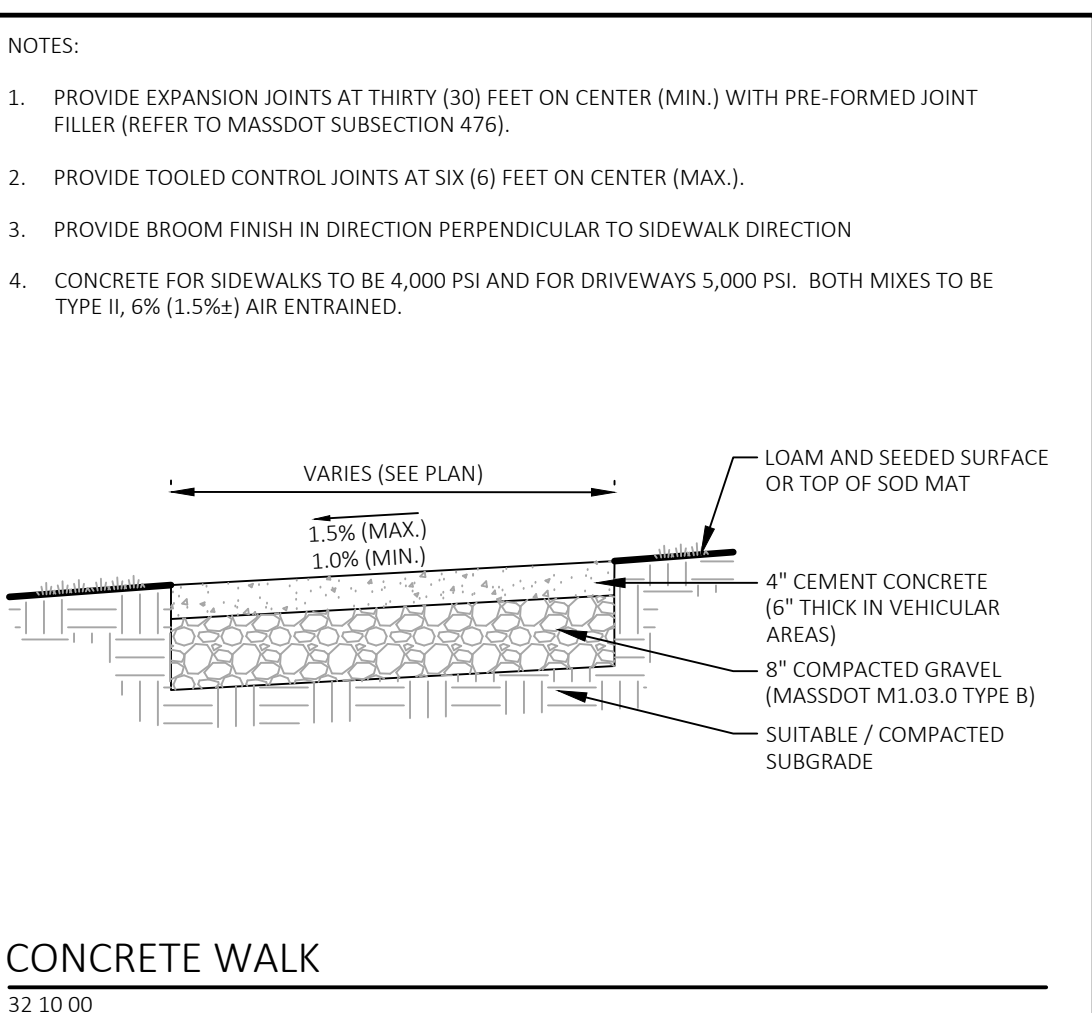 NOTES:
1. PROVIDE EXPANSION JOINTS AT THIRTY (30) FEET ON CENTER (MIN.) WITH PRE-FORMED JOINT
FILLER (REFER TO MASSDOT SUBSECTION 476).
2. PROVIDE TOOLED CONTROL JOINTS AT SIX (6) FEET ON CENTER (MAX.).
3. PROVIDE BROOM FINISH IN DIRECTION PERPENDICULAR TO SIDEWALK DIRECTION
4. CONCRETE FOR SIDEWALKS TO BE 4,000 PSI AND FOR DRIVEWAYS 5,000 PSI. BOTH MIXES TO BE
TYPE II, 6% (1.5%±) AIR ENTRAINED.
VARIES (SEE PLAN)
1.5% (MAX.)
1.0% (MIN.)
LOAM AND SEEDED SURFACE
OR TOP OF SOD MAT
4" CEMENT CONCRETE
(6" THICK IN VEHICULAR
AREAS)
8" COMPACTED GRAVEL
(MASSDOT M1.03.0 TYPE B)
SUITABLE / COMPACTED
SUBGRADE
CONCRETE WALK
32 10 00